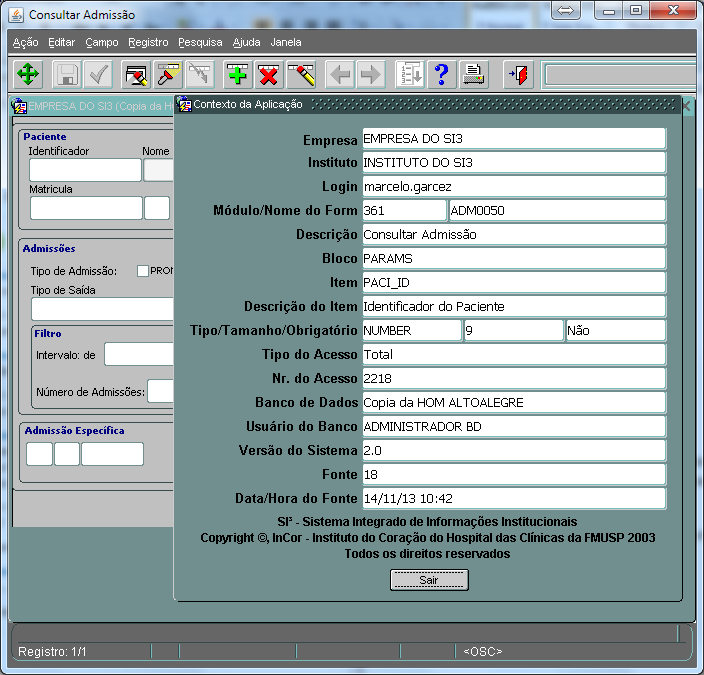 Consultar Admissão
Ação Editar Campo Registro Pesquisa Ajuda Janela
EMPRESA DO SI3 (Copia da H
Contexto da Aplicação
Paciente
Identificador Nome
Matricula
Admissões
Tipo de Admissão: PRON
Tipo de Saída
Filtro
Intervalo: de
Número de Admissões:
Admissão Específica
Empresa EMPRESA DO SI3
Instituto INSTITUTO DO SI3
Login marcelo.garcez
Módulo/Nome do Form 361 ADM0050
Descrição Consultar Admissão
Bloco PARAMS
Item PACI_ID
Descrição do Item Identificador do Paciente
Tipo/Tamanho/Obrigatório NUMBER 9 Não
Tipo do Acesso Total
Nr. do Acesso 2218
Banco de Dados Copia da HOM ALTOALEGRE
Usuário do Banco ADMINISTRADOR BD
Versão do Sistema 2.0
Fonte 18
Data/Hora do Fonte 14/11/13 10:42
SI³ - Sistema Integrado de Informações Institucionais
Copyright ©, InCor - Instituto do Coração do Hospital das Clínicas da FMUSP 2003
Todos os direitos reservados
Sair
Registro: 1/1 <OSC>